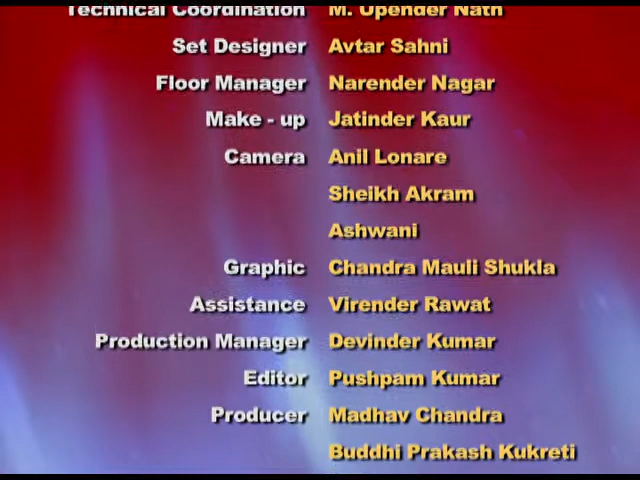 Technical Coordination M. Upender Nath
Set Designer Avtar Sahni
Floor Manager Narender Nagar
Make - up Jatinder Kaur
Camera Anil Lonare
Sheikh Akram
Ashwani
Graphic Chandra Mauli Shukla
Assistance Virender Rawat
Production Manager Devinder Kumar
Editor Pushpam Kumar
Producer Madhav Chandra
Buddhi Prakash Kukreti